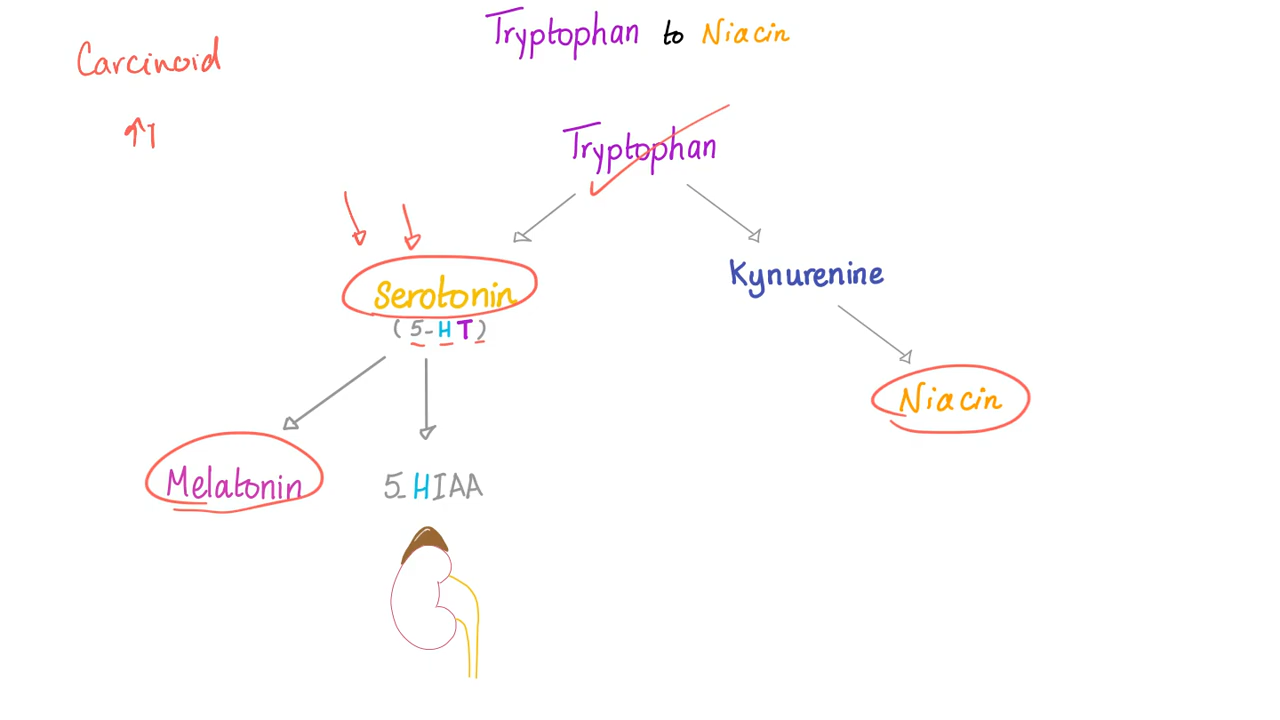 Tryptophan to Niacin
Carcinoid
↑
Tryptophan
Serotonin
(5-HT)
Kynurenine
Niacin
Melatonin
5-HIAA